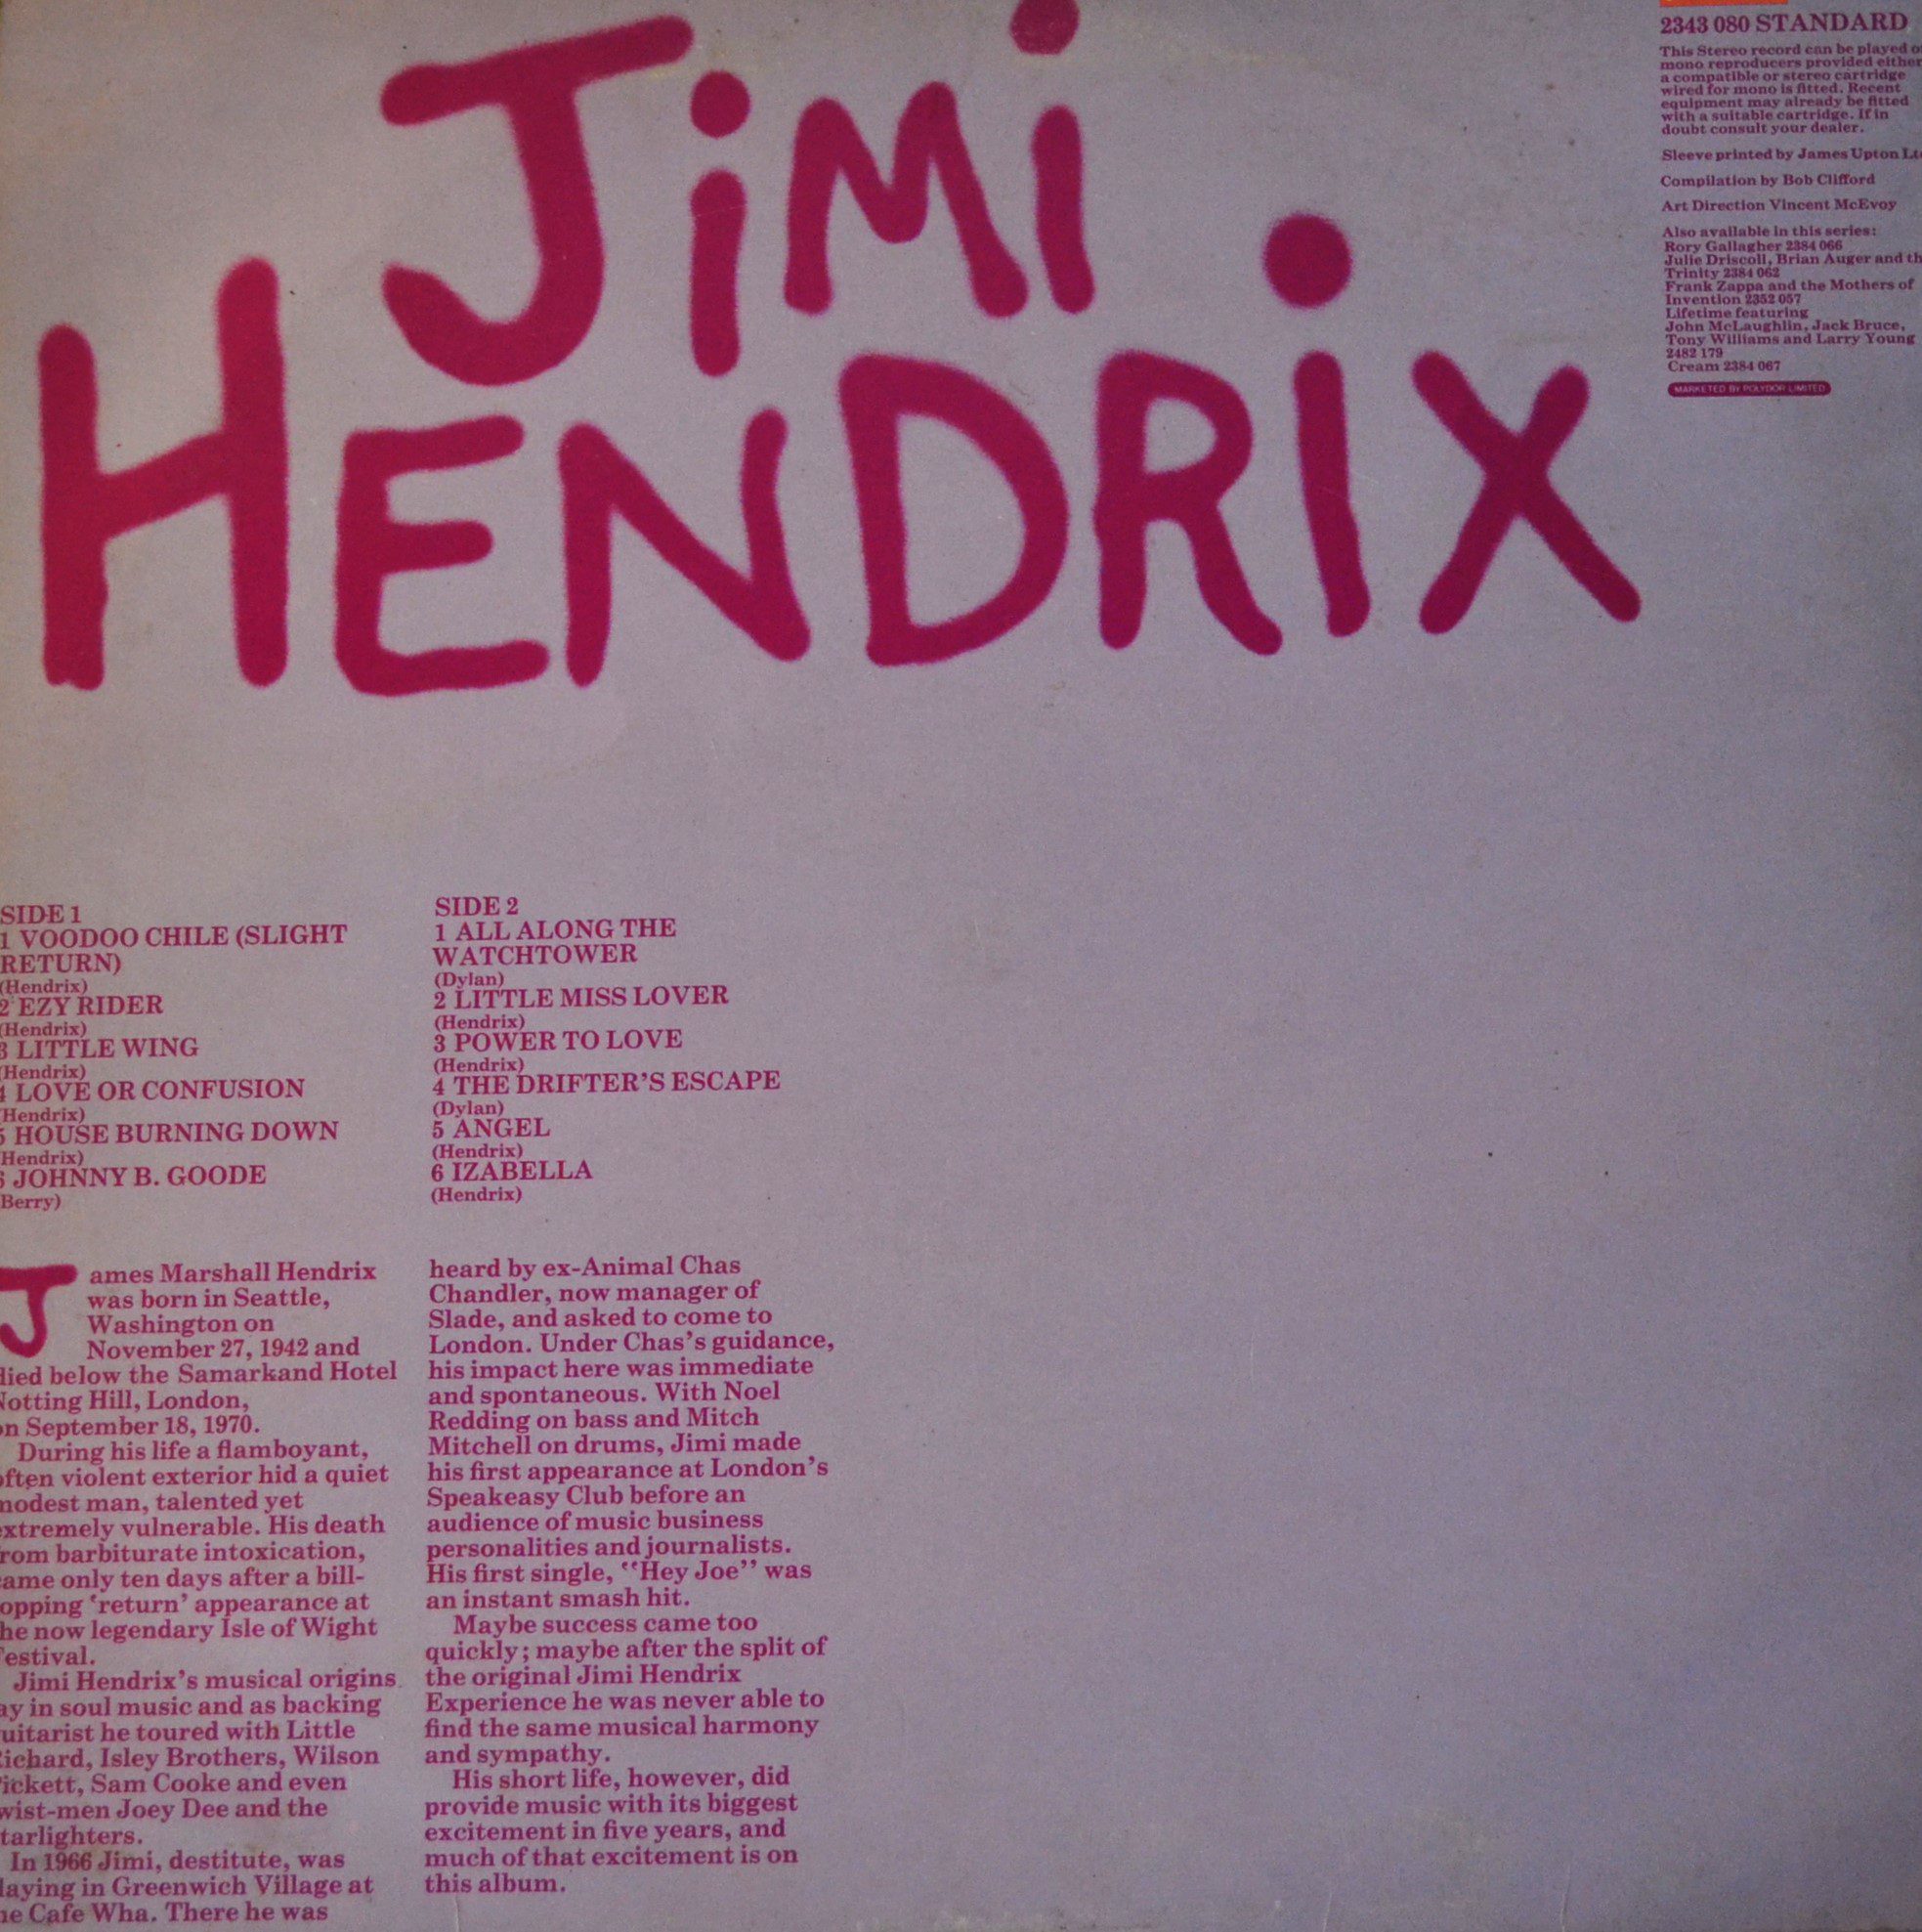 JiMi
HENDRiX
2343 080 STANDARD
This Stereo record can be played
mono reproducers provided either
a compatible or stereo cartridge
wired for mono is fitted. Recent
equipment may already be fitted
with a suitable cartridge. If in
doubt consult your dealer.
Sleeve printed by James Upton
Compilation by Bob Clifford
Art Direction Vincent McEvoy
Also available in this series:
Rory Gallagher 2384 066
Julie Driscoll, Brian Auger and
Trinity 2384 062
Frank Zappa and the Mothers of
Invention 2352 057
Lifetime featuring
John McLaughlin, Jack Bruce,
Tony Williams and Larry Young
2482 179
Cream 2384 067
MARKETED BY POLYDOR LIMITED
SIDE 1
1 VOODOO CHILE (SLIGHT
RETURN)
(Hendrix)
2 EZY RIDER
(Hendrix)
3 LITTLE WING
(Hendrix)
4 LOVE OR CONFUSION
(Hendrix)
5 HOUSE BURNING DOWN
(Hendrix)
6 JOHNNY B. GOODE
(Berry)
SIDE 2
1 ALL ALONG THE
WATCHTOWER
(Dylan)
2 LITTLE MISS LOVER
(Hendrix)
3 POWER TO LOVE
(Hendrix)
4 THE DRIFTER'S ESCAPE
(Dylan)
5 ANGEL
(Hendrix)
6 IZABELLA
(Hendrix)
James Marshall Hendrix
was born in Seattle,
Washington on
November 27, 1942 and
died below the Samarkand Hotel
Notting Hill, London,
on September 18, 1970.
During his life a flamboyant,
often violent exterior hid a quiet
modest man, talented yet
extremely vulnerable. His death
from barbiturate intoxication,
came only ten days after a bill-
topping 'return' appearance at
the now legendary Isle of Wight
Festival.
Jimi Hendrix's musical origins
lay in soul music and as backing
guitarist he toured with Little
Richard, Isley Brothers, Wilson
Pickett, Sam Cooke and even
twist-men Joey Dee and the
Starlighters.
In 1966 Jimi, destitute, was
playing in Greenwich Village at
the Cafe Wha. There he was
heard by ex-Animal Chas
Chandler, now manager of
Slade, and asked to come to
London. Under Chas's guidance,
his impact here was immediate
and spontaneous. With Noel
Redding on bass and Mitch
Mitchell on drums, Jimi made
his first appearance at London's
Speakeasy Club before an
audience of music business
personalities and journalists.
His first single, "Hey Joe" was
an instant smash hit.
Maybe success came too
quickly; maybe after the split of
the original Jimi Hendrix
Experience he was never able to
find the same musical harmony
and sympathy.
His short life, however, did
provide music with its biggest
excitement in five years, and
much of that excitement is on
this album.